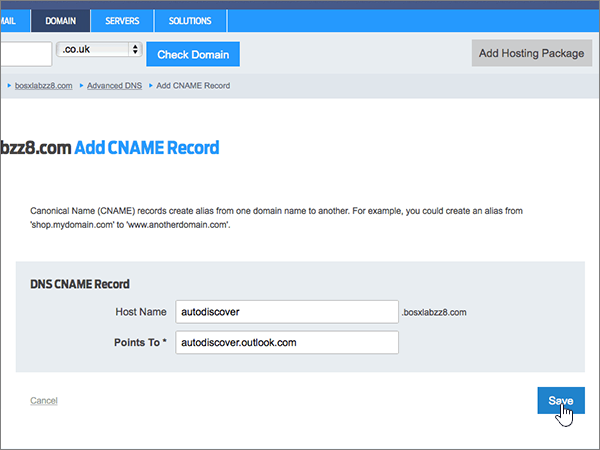 MAIL DOMAIN SERVERS SOLUTIONS
.co.uk Check Domain Add Hosting Package
bosxlabzz8.com Advanced DNS Add CNAME Record
bzz8.com Add CNAME Record
Canonical Name (CNAME) records create alias from one domain name to another. For example, you could create an alias from
'shop.mydomain.com' to 'www.anotherdomain.com'.
DNS CNAME Record
Host Name autodiscover .bosxlabzz8.com
Points To * autodiscover.outlook.com
Cancel Save